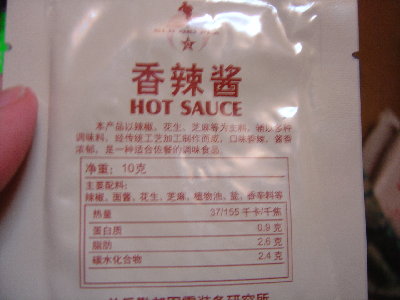 香辣酱
HOT SAUCE
本产品以辣椒、花生、芝麻等为主料，辅以多种
调味料，经传统工艺加工制作而成，口味香辣，酱香
浓郁，是一种适合佐餐的调味食品。
净重：10克
主要配料：
辣椒、面酱、花生、芝麻、植物油、盐、香辛料等
热量 37/155 千卡/千焦
蛋白质 0.9 克
脂肪 2.6 克
碳水化合物 2.4 克